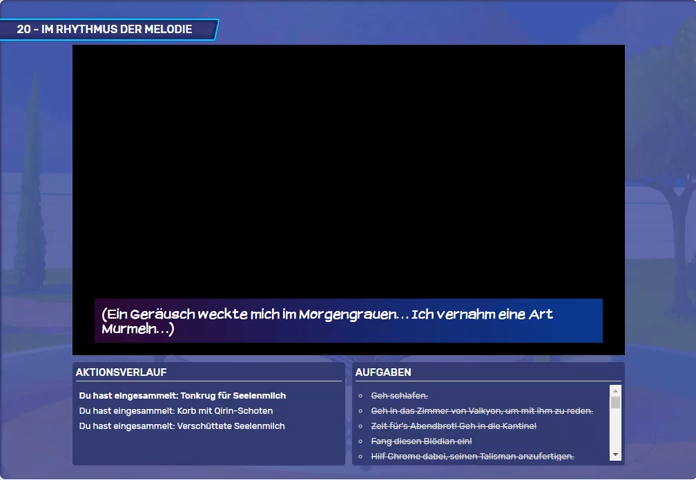 20 - IM RHYTHMUS DER MELODIE
(Ein Geräusch weckte mich im Morgengrauen... Ich vernahm eine Art
Murmeln...)
AKTIONSVERLAUF
Du hast eingesammelt: Tonkrug für Seelenmilch
Du hast eingesammelt: Korb mit Qirin-Schoten
Du hast eingesammelt: Verschüttete Seelenmilch
AUFGABEN
Geh schlafen.
Geh in das Zimmer von Valkyon, um mit ihm zu reden.
Zeit für's Abendbrot! Geh in die Kantine!
Fang diesen Blödian ein!
Hilf Chrome dabei, seinen Talisman anzufertigen.